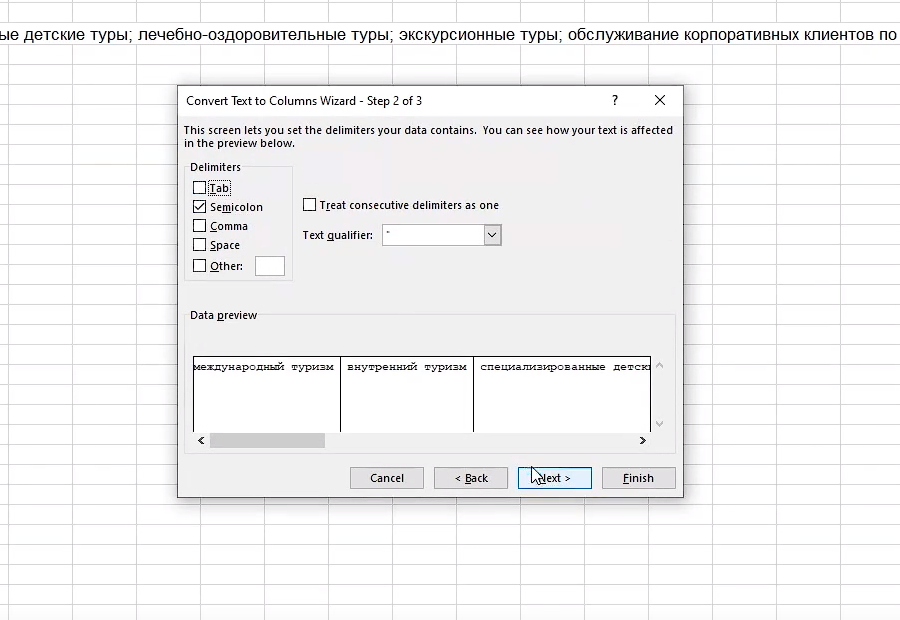 детские туры; лечебно-оздоровительные туры; экскурсионные туры; обслуживание корпоративных клиентов по
Convert Text to Columns Wizard - Step 2 of 3
?
This screen lets you set the delimiters your data contains. You can see how your text is affected
in the preview below.
Delimiters
Tab
Semicolon
Comma
Space
Other:
Treat consecutive delimiters as one
Text qualifier: "
Data preview
международный туризм внутренний туризм специализированные
Cancel < Back Next > Finish